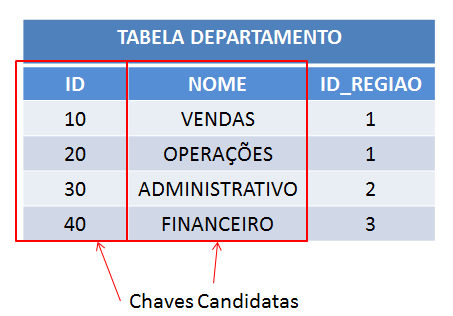 TABELA DEPARTAMENTO
ID NOME ID_REGIAO
10 VENDAS 1
20 OPERAÇÕES 1
30 ADMINISTRATIVO 2
40 FINANCEIRO 3
Chaves Candidatas